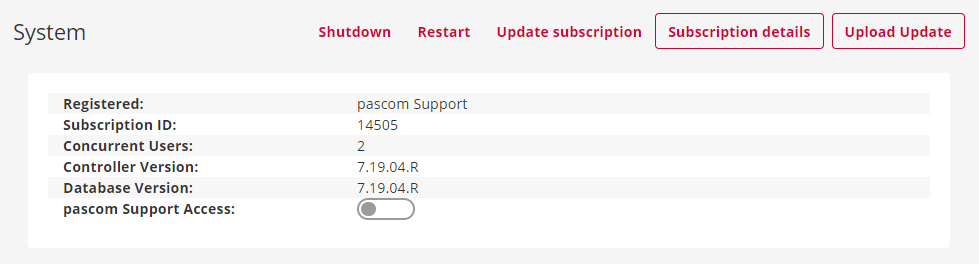 System Shutdown Restart Update subscription Subscription details Upload Update
Registered: pascom Support
Subscription ID: 14505
Concurrent Users: 2
Controller Version: 7.19.04.R
Database Version: 7.19.04.R
pascom Support Access: